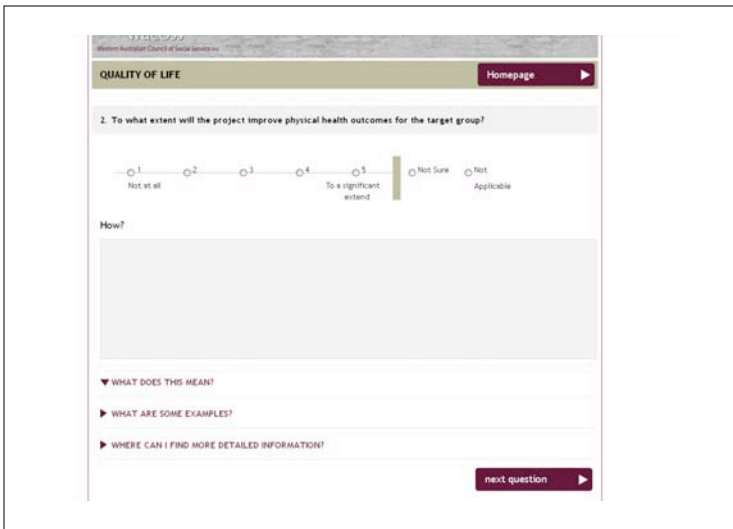 wacoss
Western Australian Council of Social Service Inc
QUALITY OF LIFE
Homepage
2. To what extent will the project improve physical health outcomes for the target group?
1 2 3 4 5 Not Sure Not
Not at all To a significant Applicable
extend
How?
WHAT DOES THIS MEAN?
WHAT ARE SOME EXAMPLES?
WHERE CAN I FIND MORE DETAILED INFORMATION?
next question